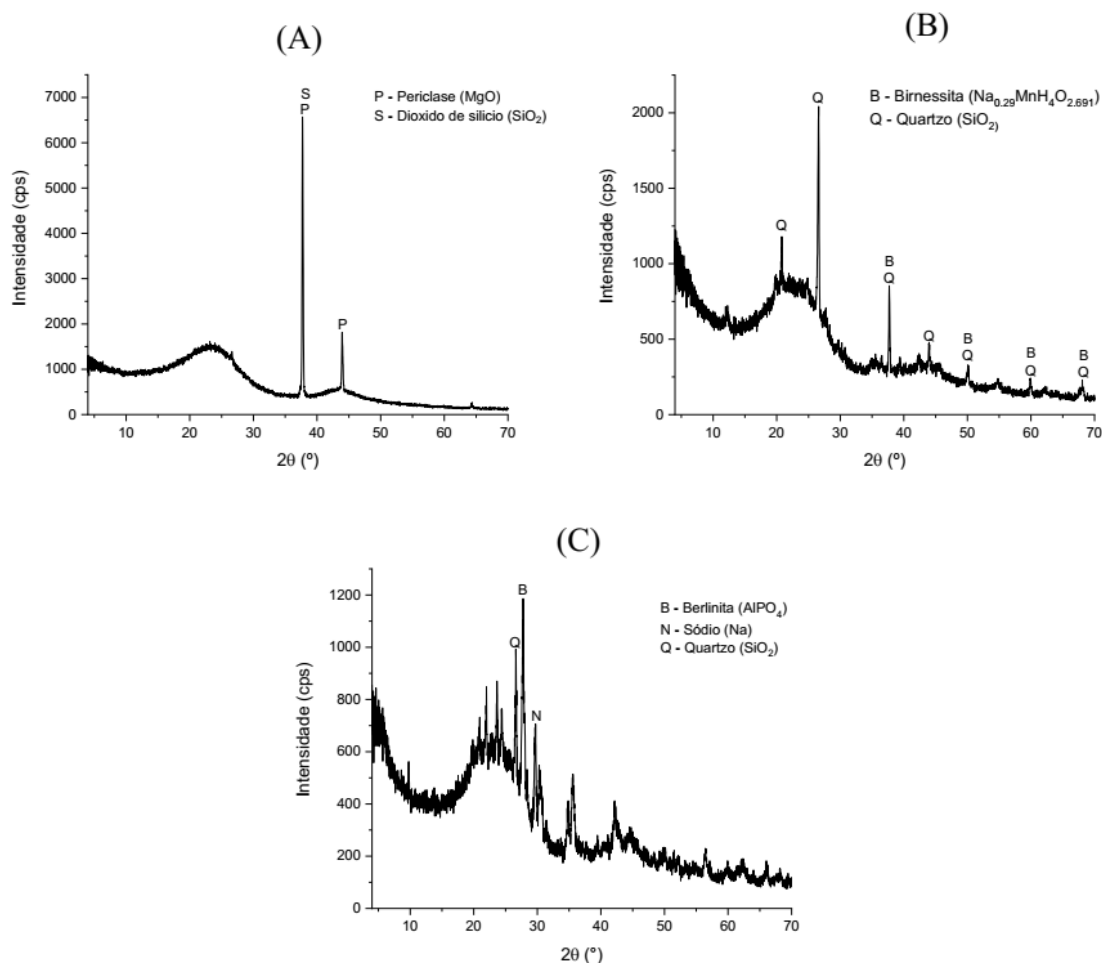 (A)
S
P
P
P - Periclase (MgO)
S - Dioxido de silicio (SiO2)
7000
6000
5000
4000
3000
2000
1000
0
Intensidade (cps)
10 20 30 40 50 60 70
2θ (º)
(B)
Q
Q
B
Q
Q
B
Q
B
Q
B
Q
B - Birnessita (Na0.29MnH4O2.691)
Q - Quartzo (SiO2)
2000
1500
1000
500
0
Intensidade (cps)
10 20 30 40 50 60 70
2θ (°)
(C)
B
Q
N
B - Berlinita (AlPO4)
N - Sódio (Na)
Q - Quartzo (SiO2)
1200
1000
800
600
400
200
0
Intensidade (cps)
10 20 30 40 50 60 70
2θ (°)